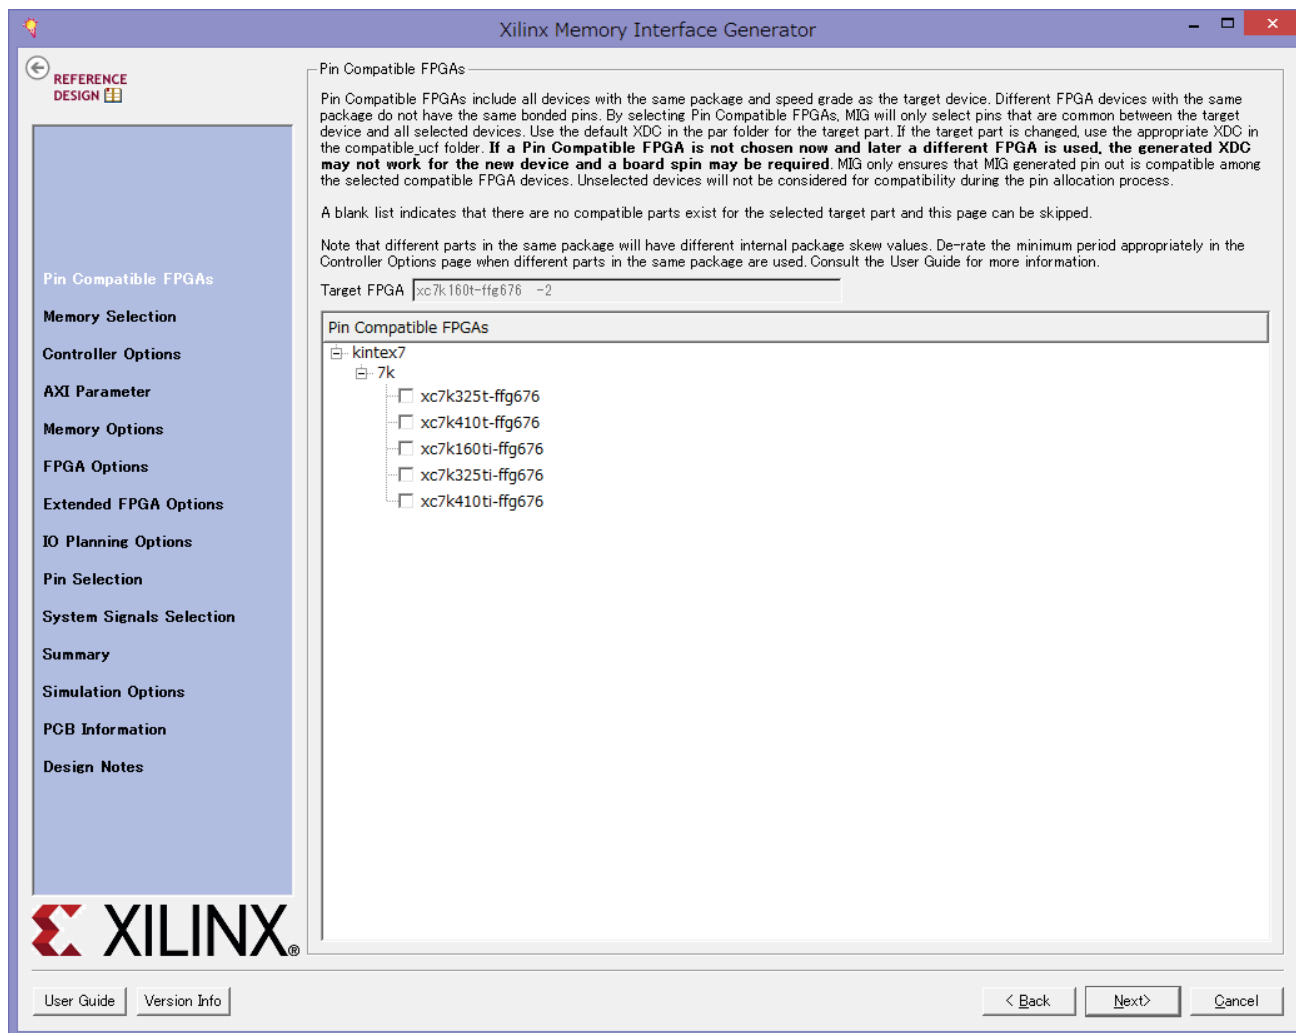 Xilinx Memory Interface Generator
REFERENCE
DESIGN
Pin Compatible FPGAs
Memory Selection
Controller Options
AXI Parameter
Memory Options
FPGA Options
Extended FPGA Options
IO Planning Options
Pin Selection
System Signals Selection
Summary
Simulation Options
PCB Information
Design Notes
XILINX®
Pin Compatible FPGAs
Pin Compatible FPGAs include all devices with the same package and speed grade as the target device. Different FPGA devices with the same
package do not have the same bonded pins. By selecting Pin Compatible FPGAs, MIG will only select pins that are common between the target
device and all selected devices. Use the default XDC in the par folder for the target part. If the target part is changed, use the appropriate XDC in
the compatible_ucf folder. If a Pin Compatible FPGA is not chosen now and later a different FPGA is used, the generated XDC
may not work for the new device and a board spin may be required. MIG only ensures that MIG generated pin out is compatible among
the selected compatible FPGA devices. Unselected devices will not be considered for compatibility during the pin allocation process.
A blank list indicates that there are no compatible parts exist for the selected target part and this page can be skipped.
Note that different parts in the same package will have different internal package skew values. De-rate the minimum period appropriately in the
Controller Options page when different parts in the same package are used. Consult the User Guide for more information.
Target FPGA xc7k160t-ffg676 -2
Pin Compatible FPGAs
kintex7
7k
xc7k325t-ffg676
xc7k410t-ffg676
xc7k160ti-ffg676
xc7k325ti-ffg676
xc7k410ti-ffg676
User Guide Version Info < Back Next> Cancel